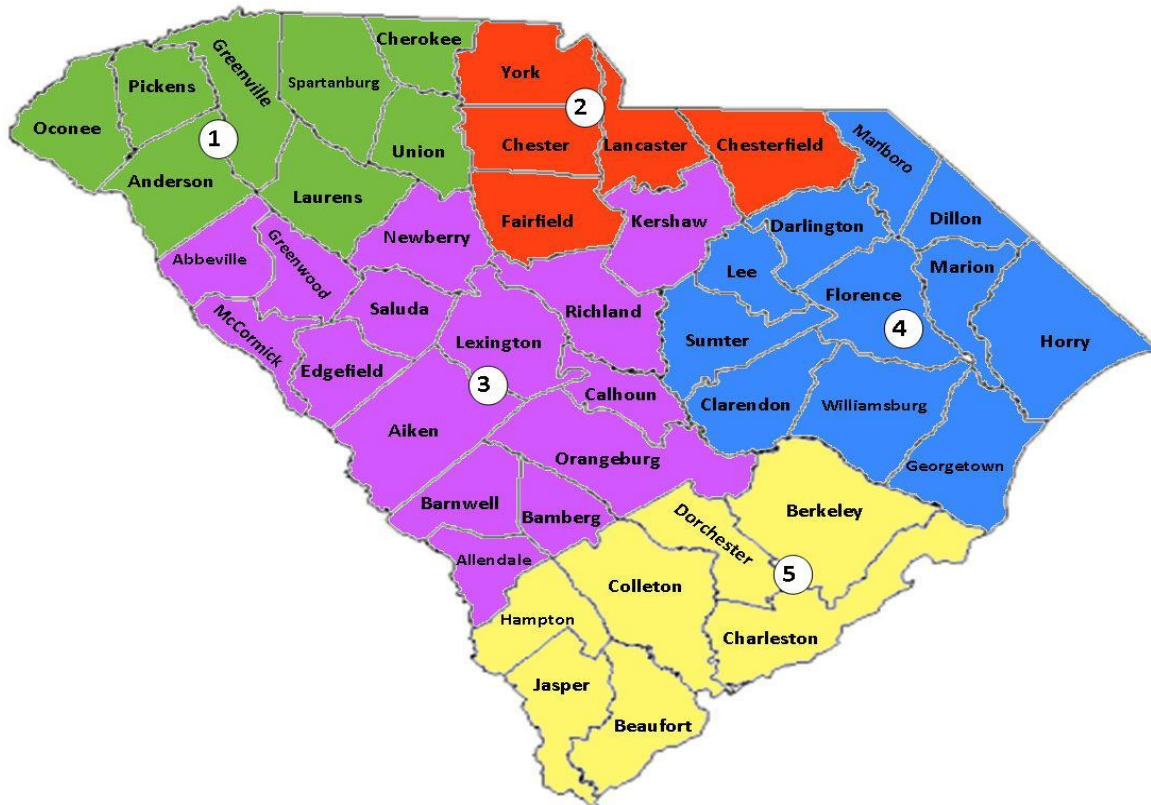 Cherokee
Greenville
York
Pickens
Spartanburg
2
Oconee
1
Union
Chester
Lancaster
Chesterfield
Marlboro
Anderson
Laurens
Fairfield
Kershaw
Darlington
Dillon
Newberry
Abbeville
Greenwood
Lee
Marion
Saluda
Richland
Florence
4
McCormick
Lexington
Sumter
Horry
Edgefield
3
Calhoun
Clarendon
Williamsburg
Aiken
Orangeburg
Georgetown
Barnwell
Bamberg
Dorchester
Berkeley
Allendale
5
Colleton
Hampton
Charleston
Jasper
Beaufort